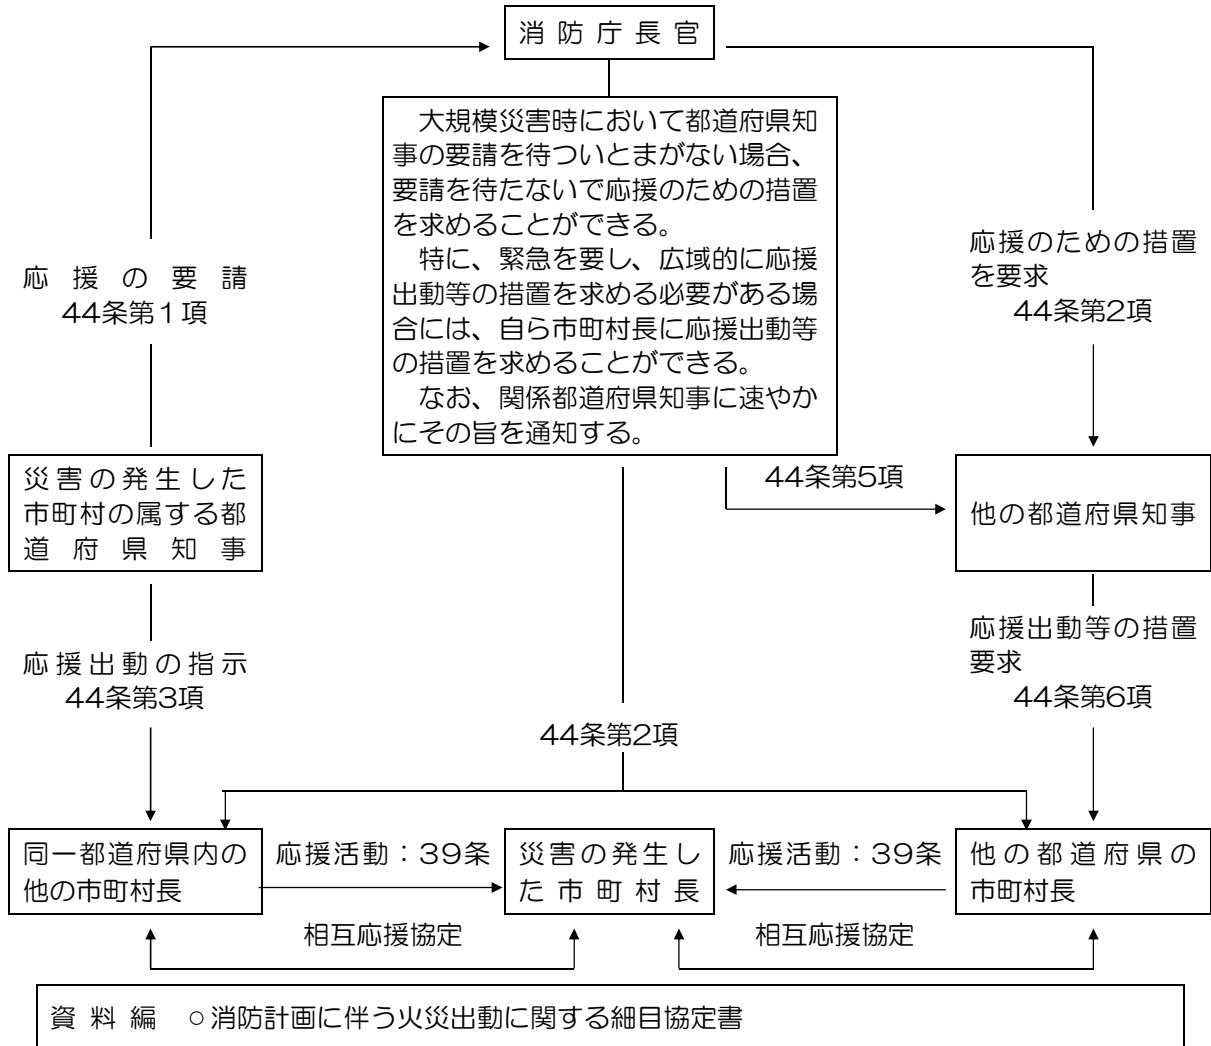 消防庁長官
大規模災害時において都道府県知
事の要請を待ついとまがない場合、
要請を待たないで応援のための措置
を求めることができる。
特に、緊急を要し、広域的に応援
出動等の措置を求める必要がある場
合には、自ら市町村長に応援出動等
の措置を求めることができる。
なお、関係都道府県知事に速やか
にその旨を通知する。
応援の要請
44条第1項
応援のための措置
を要求
44条第2項
災害の発生した
市町村の属する都
道府県知事
44条第5項
他の都道府県知事
応援出動の指示
44条第3項
応援出動等の措置
要求
44条第6項
44条第2項
同一都道府県内の
他の市町村長
応援活動：39条
災害の発生し
た市町村長
応援活動：39条
他の都道府県の
市町村長
相互応援協定
相互応援協定
資料編 ○消防計画に伴う火災出動に関する細目協定書